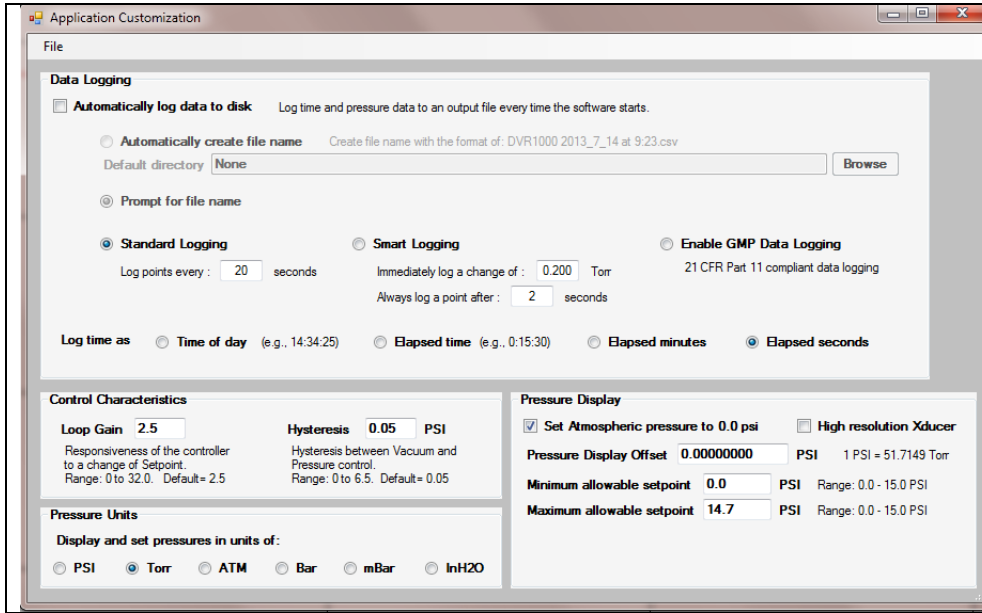 Application Customization
File
Data Logging
Automatically log data to disk Log time and pressure data to an output file every time the software starts.
Automatically create file name Create file name with the format of: DVR1000 2013_7_14 at 9:23.csv
Default directory None Browse
Prompt for file name
Standard Logging Smart Logging Enable GMP Data Logging
Log points every : 20 seconds Immediately log a change of : 0.200 Torr 21 CFR Part 11 compliant data logging
Always log a point after : 2 seconds
Log time as Time of day (e.g., 14:34:25) Elapsed time (e.g., 0:15:30) Elapsed minutes Elapsed seconds
Control Characteristics
Loop Gain 2.5 Hysteresis 0.05 PSI
Responsiveness of the controller
to a change of Setpoint.
Range: 0 to 32.0. Default= 2.5
Hysteresis between Vacuum and
Pressure control.
Range: 0 to 6.5. Default= 0.05
Pressure Units
Display and set pressures in units of:
PSI Torr ATM Bar mBar InH2O
Pressure Display
Set Atmospheric pressure to 0.0 psi High resolution Xducer
Pressure Display Offset 0.00000000 PSI 1 PSI = 51.7149 Torr
Minimum allowable setpoint 0.0 PSI Range: 0.0 - 15.0 PSI
Maximum allowable setpoint 14.7 PSI Range: 0.0 - 15.0 PSI